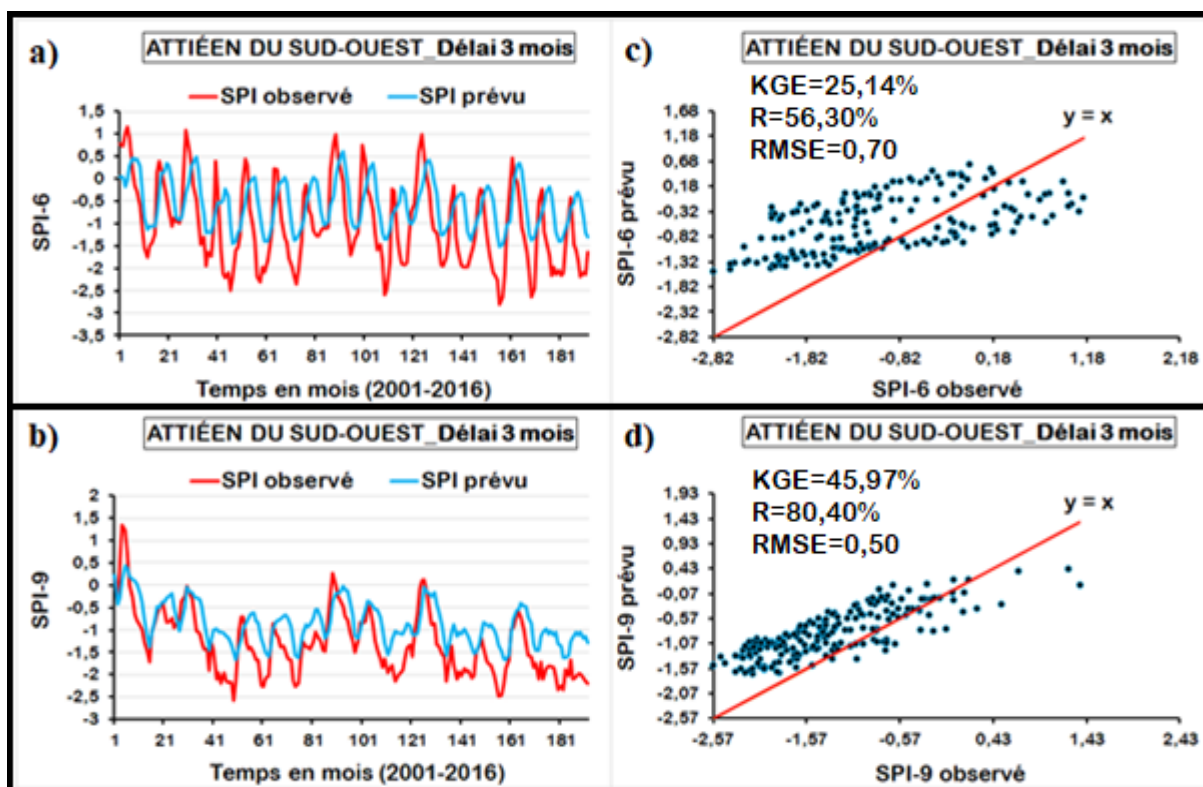 a)
ATTIÉEN DU SUD-OUEST_Délai 3 mois
SPI observé SPI prévu
1,5
1
0,5
0
-0,5
-1
-1,5
-2
-2,5
-3
-3,5
SPI-6
1 21 41 61 81 101 121 141 161 181
Temps en mois (2001-2016)
c)
ATTIÉEN DU SUD-OUEST_Délai 3 mois
KGE=25,14%
R=56,30%
RMSE=0,70
y = x
1,68
1,18
0,68
0,18
-0,32
-0,82
-1,32
-1,82
-2,32
-2,82
SPI-6 prévu
-2,82 -1,82 -0,82 0,18 1,18 2,18
SPI-6 observé
b)
ATTIÉEN DU SUD-OUEST_Délai 3 mois
SPI observé SPI prévu
2
1,5
1
0,5
0
-0,5
-1
-1,5
-2
-2,5
-3
SPI-9
1 21 41 61 81 101 121 141 161 181
Temps en mois (2001-2016)
d)
ATTIÉEN DU SUD-OUEST_Délai 3 mois
KGE=45,97%
R=80,40%
RMSE=0,50
y = x
1,93
1,43
0,93
0,43
-0,07
-0,57
-1,07
-1,57
-2,07
-2,57
SPI-9 prévu
-2,57 -1,57 -0,57 0,43 1,43 2,43
SPI-9 observé